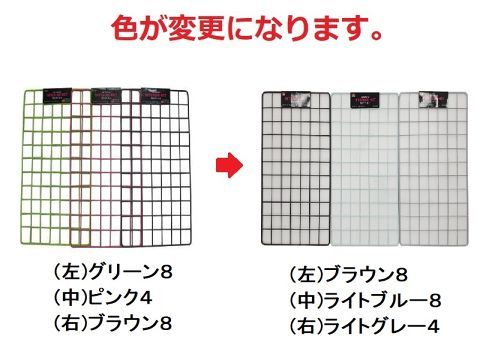 色が変更になります。
(左)グリーン8
(中)ピンク4
(右)ブラウン8
(左)ブラウン8
(中)ライトブルー8
(右)ライトグレー4